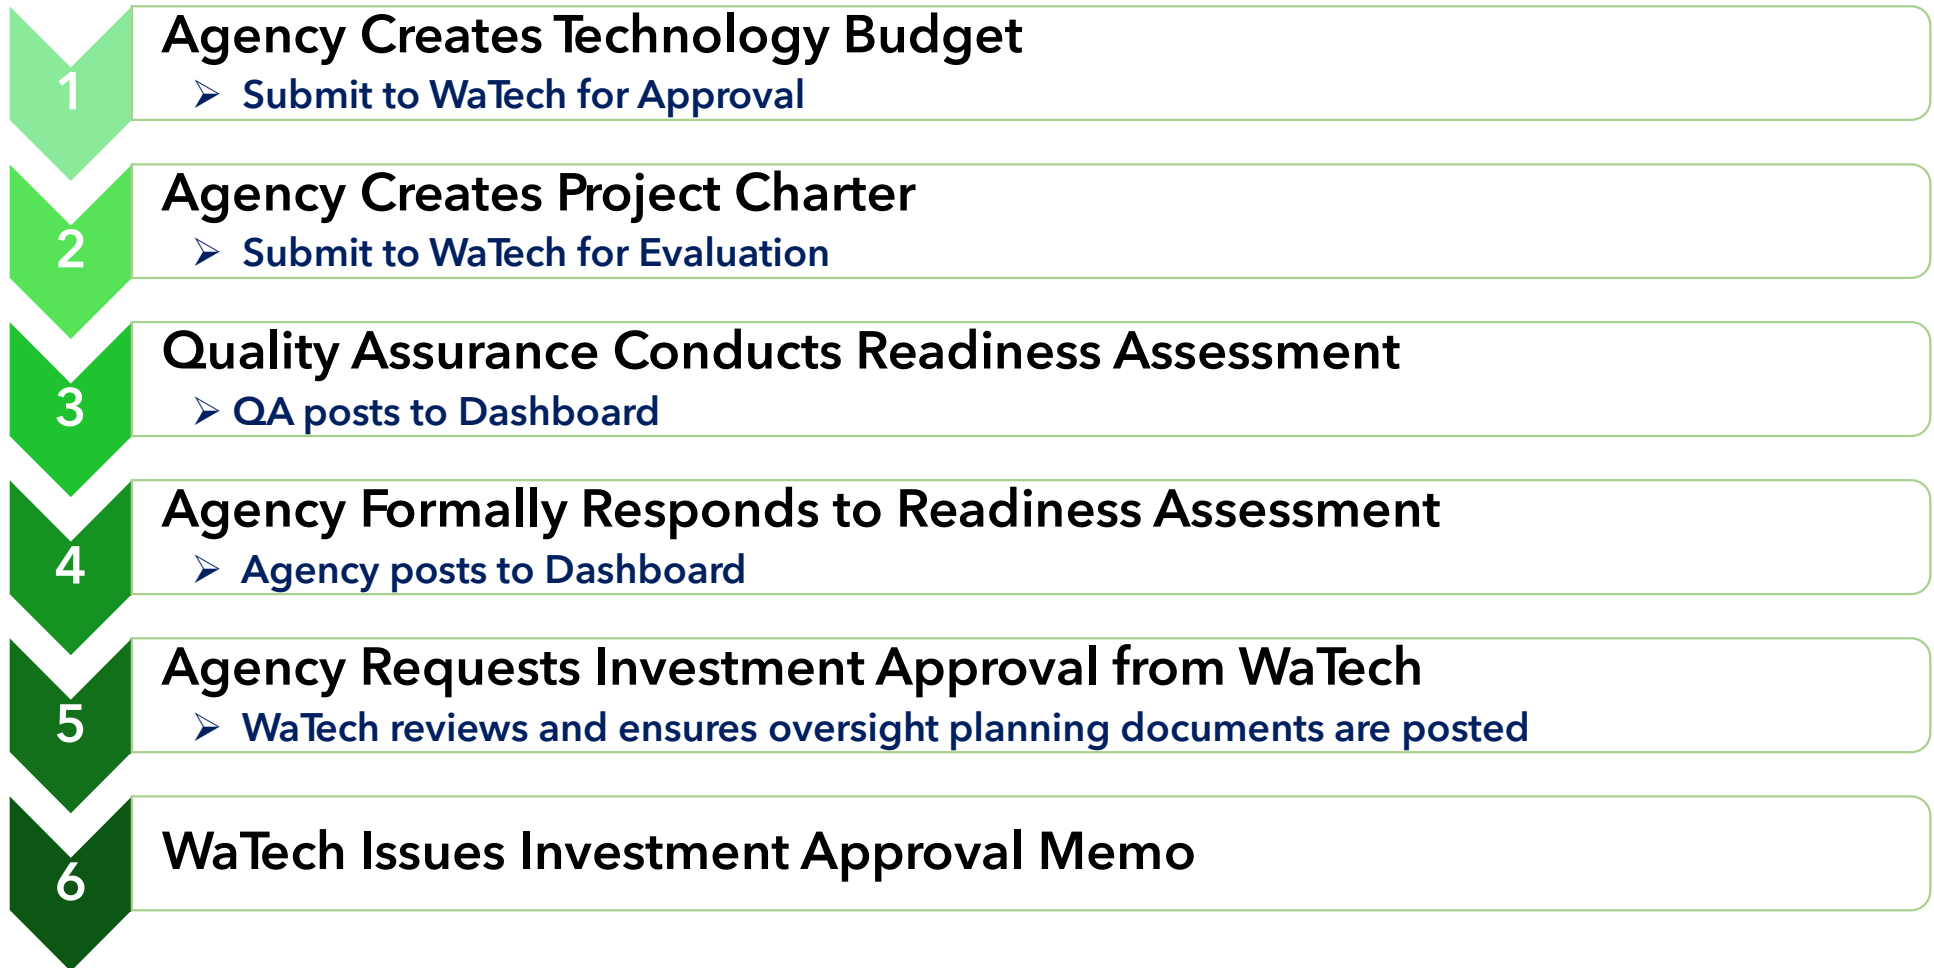 1
Agency Creates Technology Budget
➢ Submit to WaTech for Approval
2
Agency Creates Project Charter
➢ Submit to WaTech for Evaluation
3
Quality Assurance Conducts Readiness Assessment
➢ QA posts to Dashboard
4
Agency Formally Responds to Readiness Assessment
➢ Agency posts to Dashboard
5
Agency Requests Investment Approval from WaTech
➢ WaTech reviews and ensures oversight planning documents are posted
6
WaTech Issues Investment Approval Memo